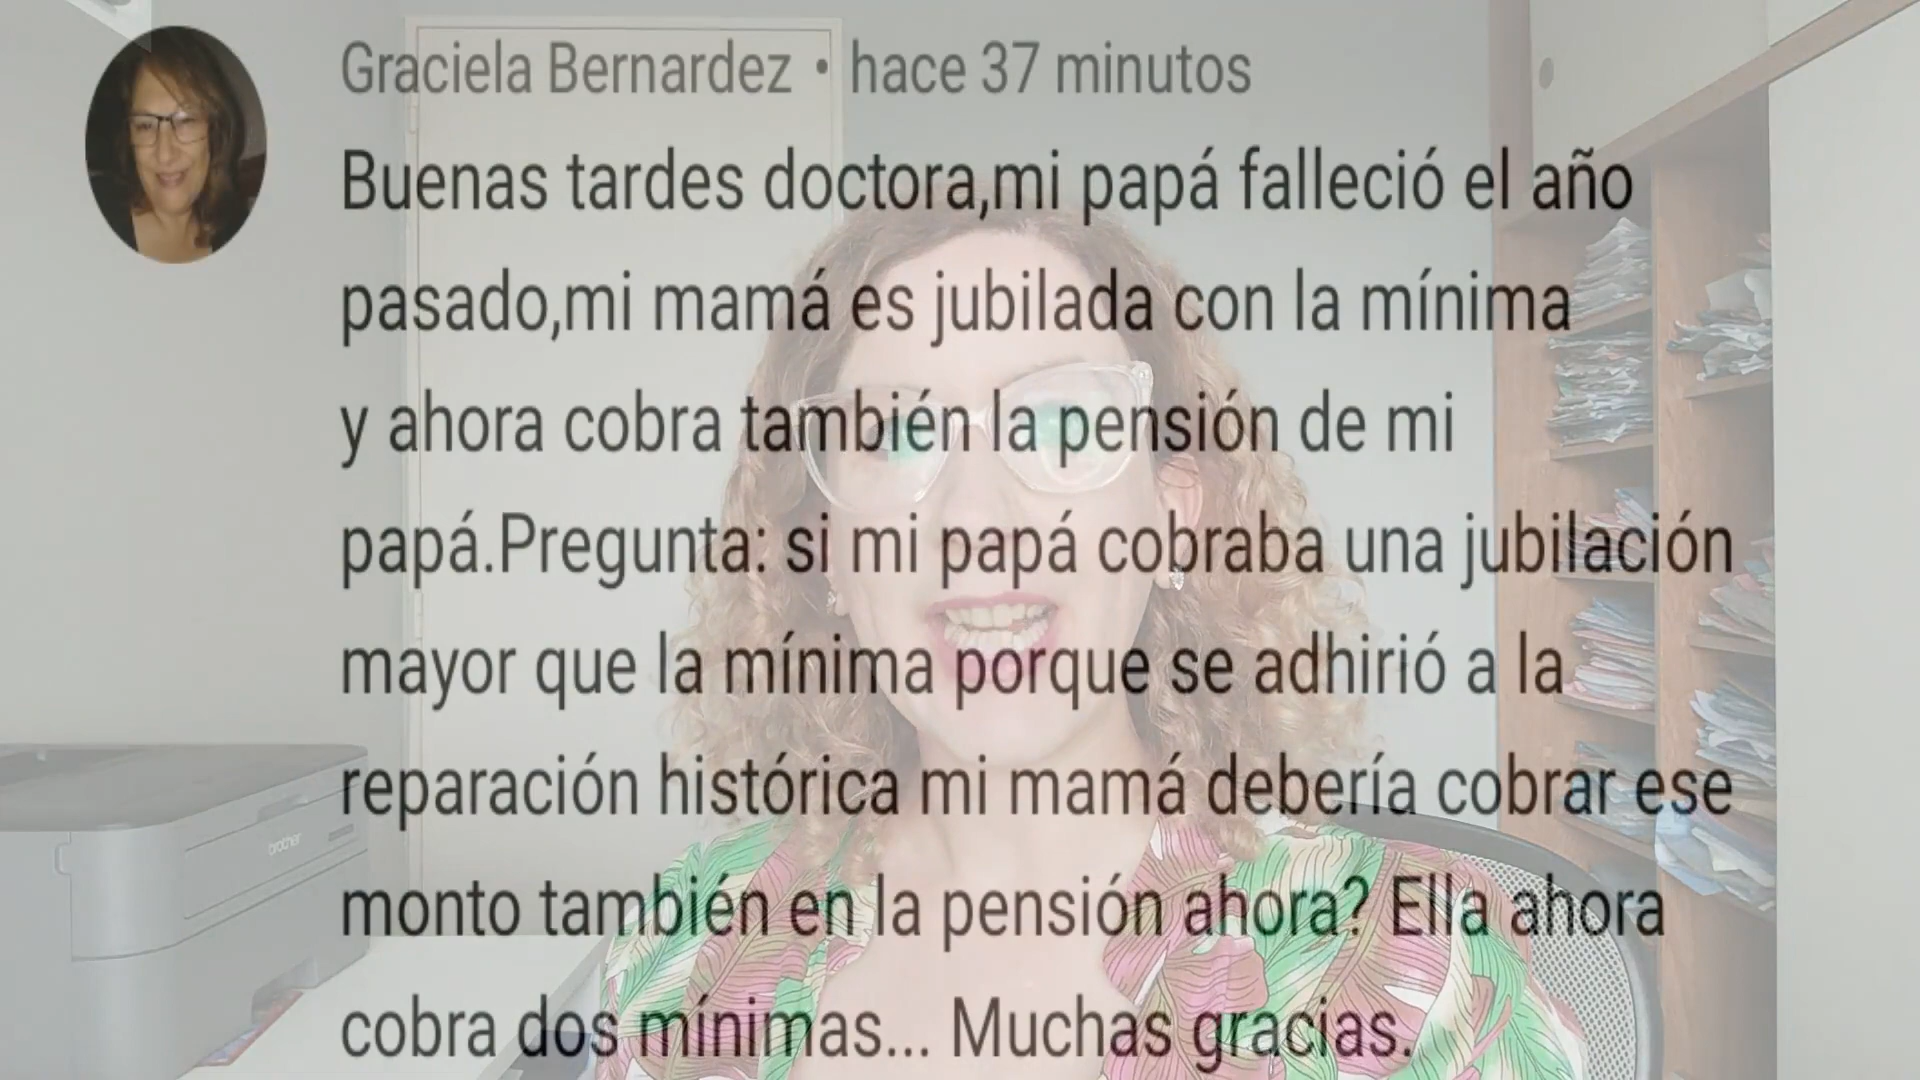 Graciela Bernardez • hace 37 minutos
Buenas tardes doctora,mi papá falleció el año
pasado,mi mamá es jubilada con la mínima
y ahora cobra también la pensión de mi
papá.Pregunta: si mi papá cobraba una jubilación
mayor que la mínima porque se adhirió a la
reparación histórica mi mamá debería cobrar ese
monto también en la pensión ahora? Ella ahora
cobra dos mínimas... Muchas gracias.
brother